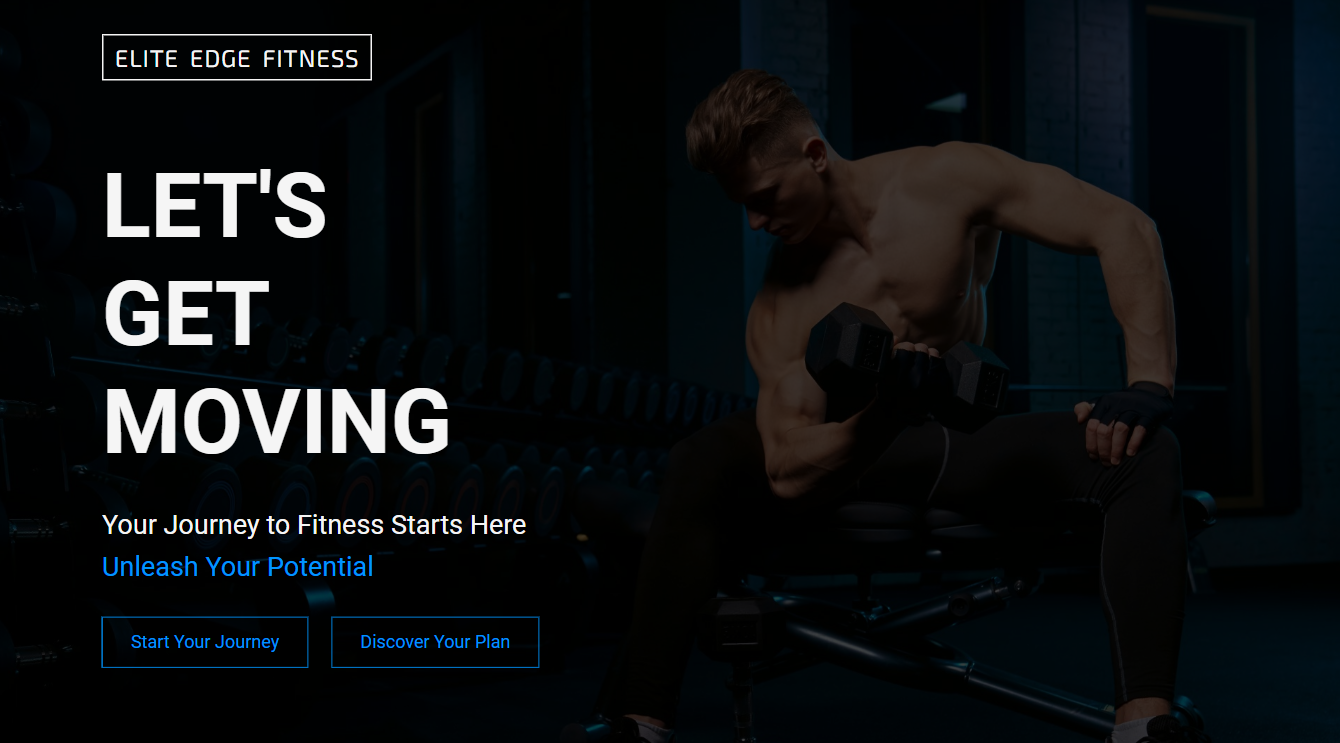 ELITE EDGE FITNESS
LET'S
GET
MOVING
Your Journey to Fitness Starts Here
Unleash Your Potential
Start Your Journey
Discover Your Plan